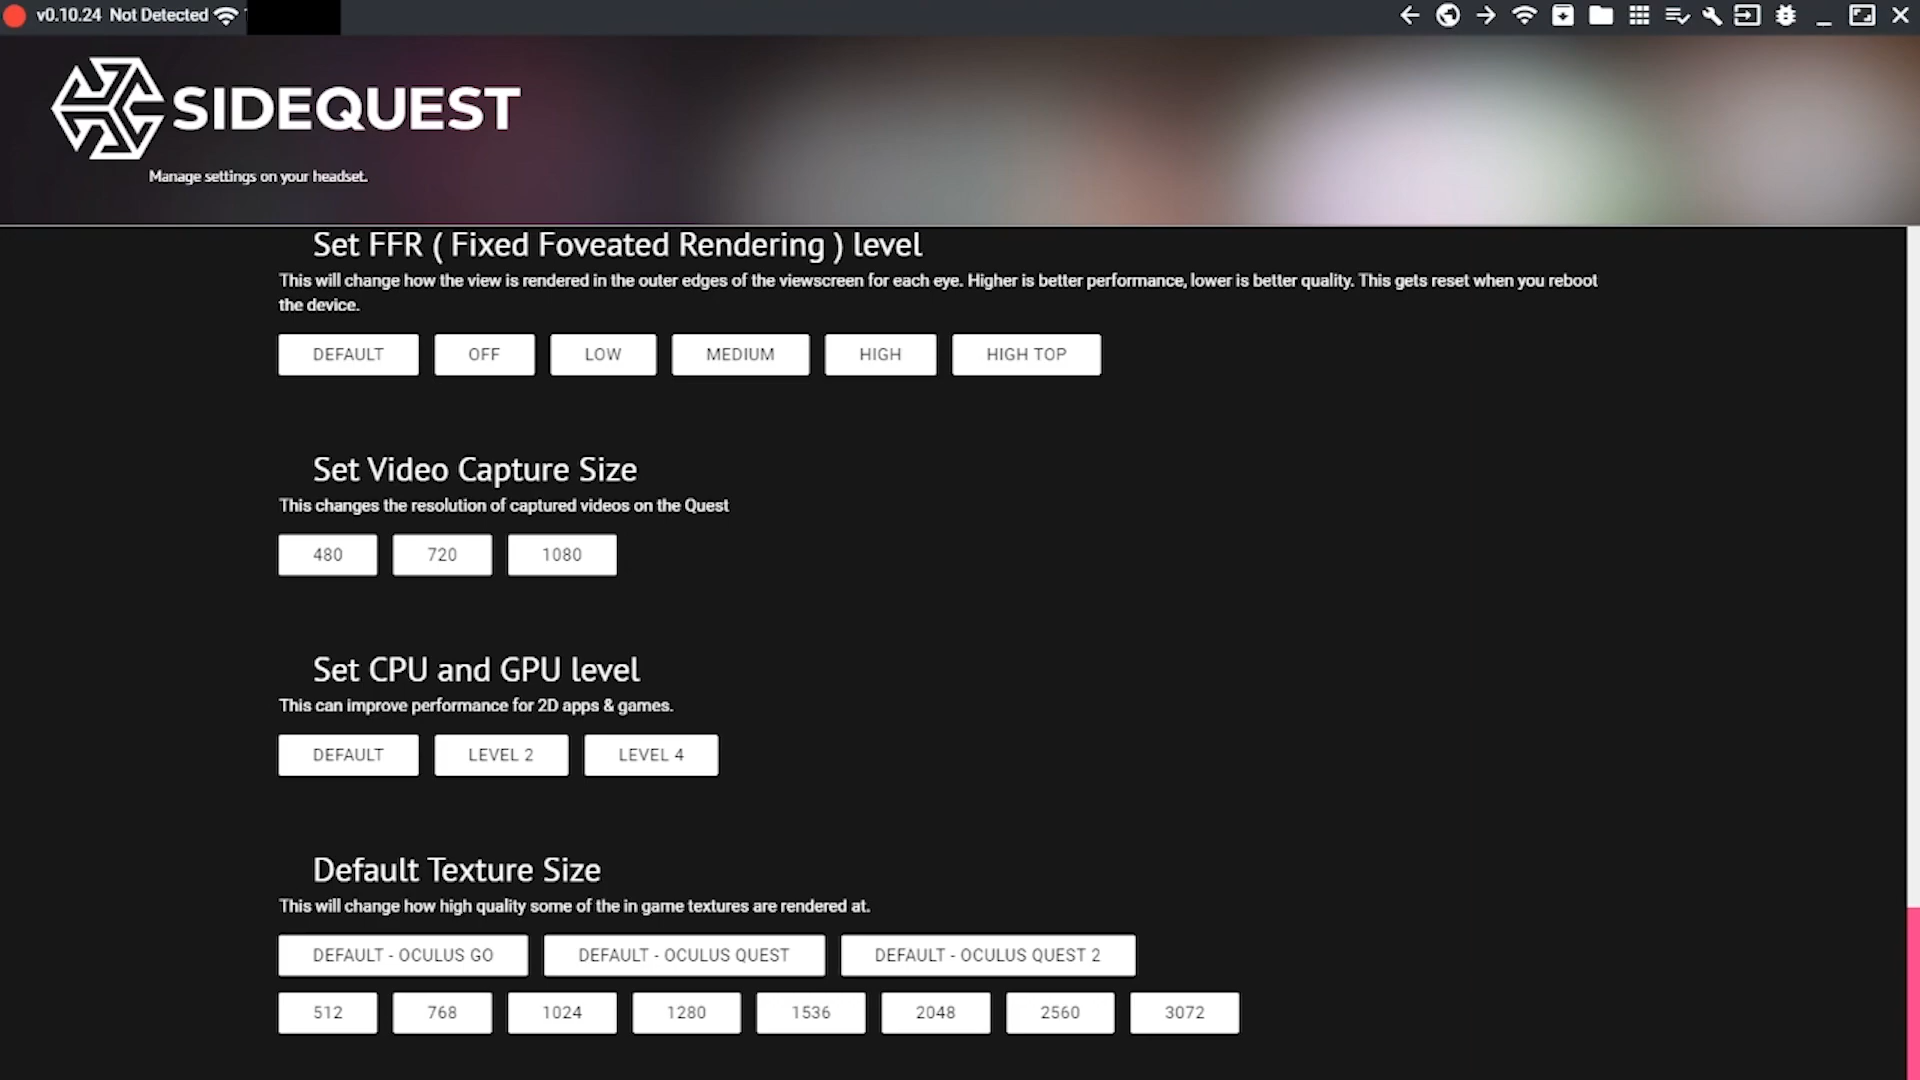 v0.10.24 Not Detected
SIDEQUEST
Manage settings on your headset.
Set FFR ( Fixed Foveated Rendering ) level
This will change how the view is rendered in the outer edges of the viewscreen for each eye. Higher is better performance, lower is better quality. This gets reset when you reboot
the device.
DEFAULT OFF LOW MEDIUM HIGH HIGH TOP
Set Video Capture Size
This changes the resolution of captured videos on the Quest
480 720 1080
Set CPU and GPU level
This can improve performance for 2D apps & games.
DEFAULT LEVEL 2 LEVEL 4
Default Texture Size
This will change how high quality some of the in game textures are rendered at.
DEFAULT - OCULUS GO DEFAULT - OCULUS QUEST DEFAULT - OCULUS QUEST 2
512 768 1024 1280 1536 2048 2560 3072